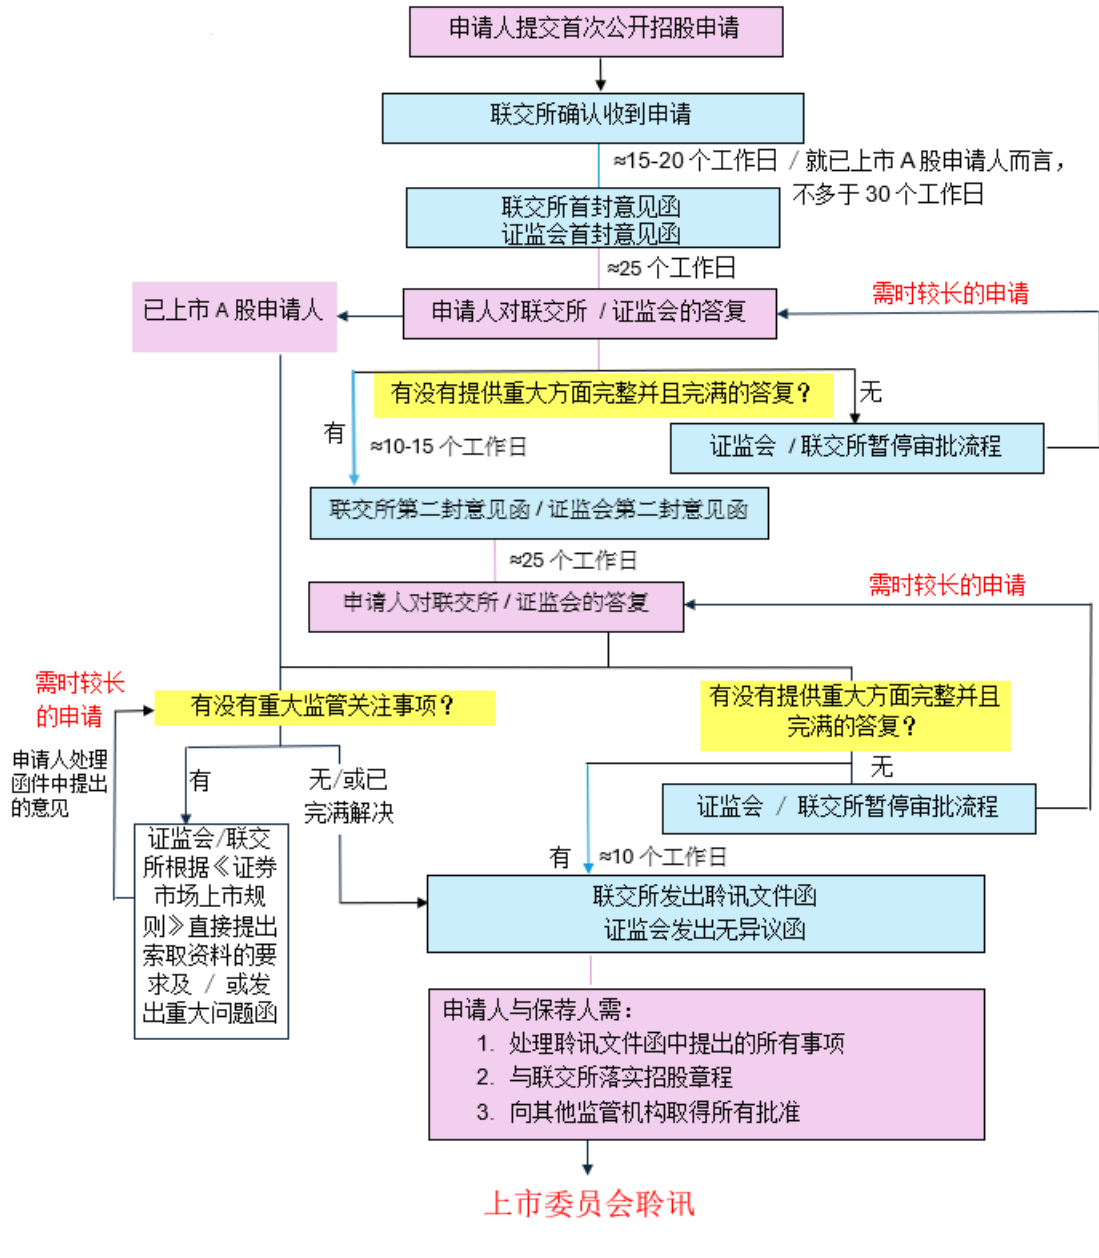 申请人提交首次公开招股申请
联交所确认收到申请
≈15-20 个工作日 / 就已上市 A 股申请人而言，
不多于 30 个工作日
联交所首封意见函
证监会首封意见函
≈25 个工作日
需时较长的申请
已上市 A 股申请人
申请人对联交所 / 证监会的答复
有没有提供重大方面完整并且完满的答复？
无
有
≈10-15 个工作日
证监会 / 联交所暂停审批流程
联交所第二封意见函 / 证监会第二封意见函
≈25 个工作日
需时较长的申请
申请人对联交所 / 证监会的答复
需时较长
的申请
有没有重大监管关注事项？
有没有提供重大方面完整并且
完满的答复？
申请人处理
函件中提出
的意见
有
无/或已
完满解决
无
证监会 / 联交所暂停审批流程
证监会/联交
所根据《证券
市场上市规
则》直接提出
索取资料的要
求及 / 或发
出重大问题函
有
≈10 个工作日
联交所发出聆讯文件函
证监会发出无异议函
申请人与保荐人需：
1. 处理聆讯文件函中提出的所有事项
2. 与联交所落实招股章程
3. 向其他监管机构取得所有批准
上市委员会聆讯